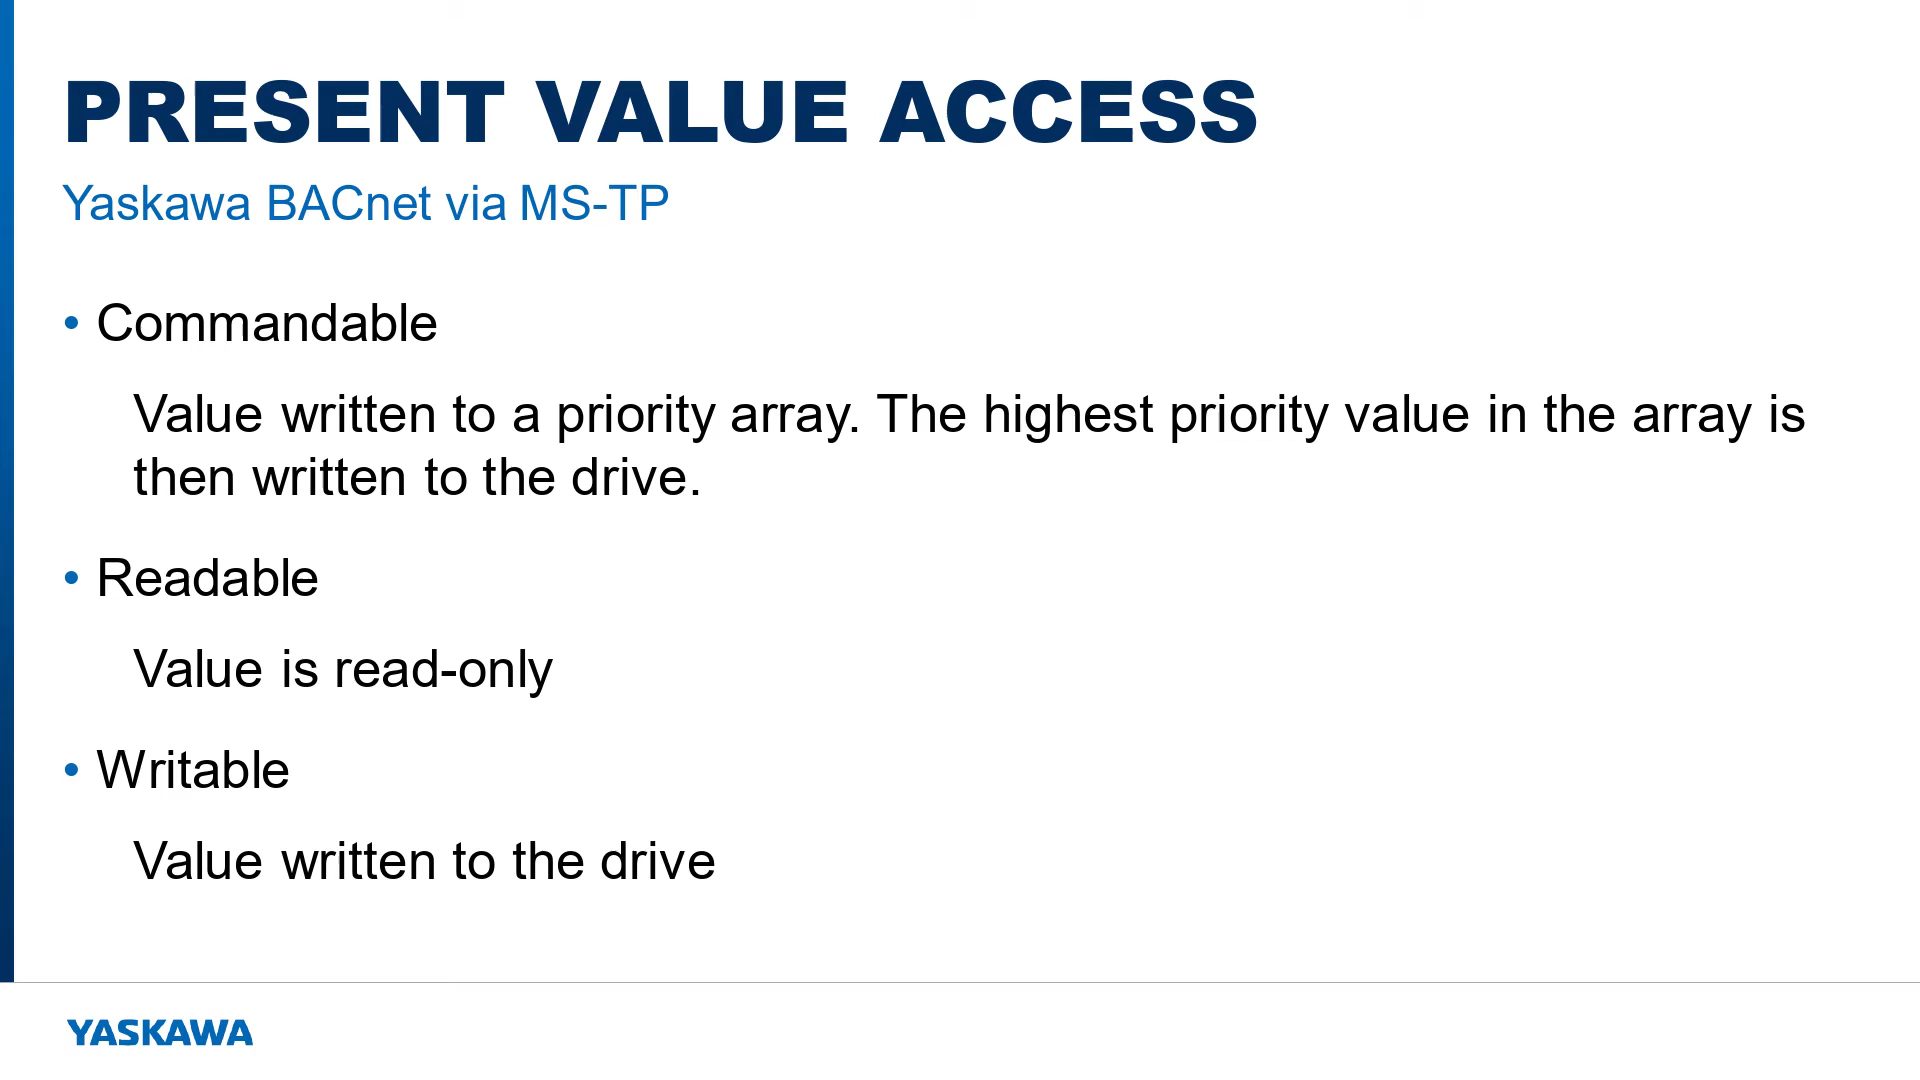 PRESENT VALUE ACCESS
Yaskawa BACnet via MS-TP
• Commandable
Value written to a priority array. The highest priority value in the array is
then written to the drive.
• Readable
Value is read-only
• Writable
Value written to the drive
YASKAWA